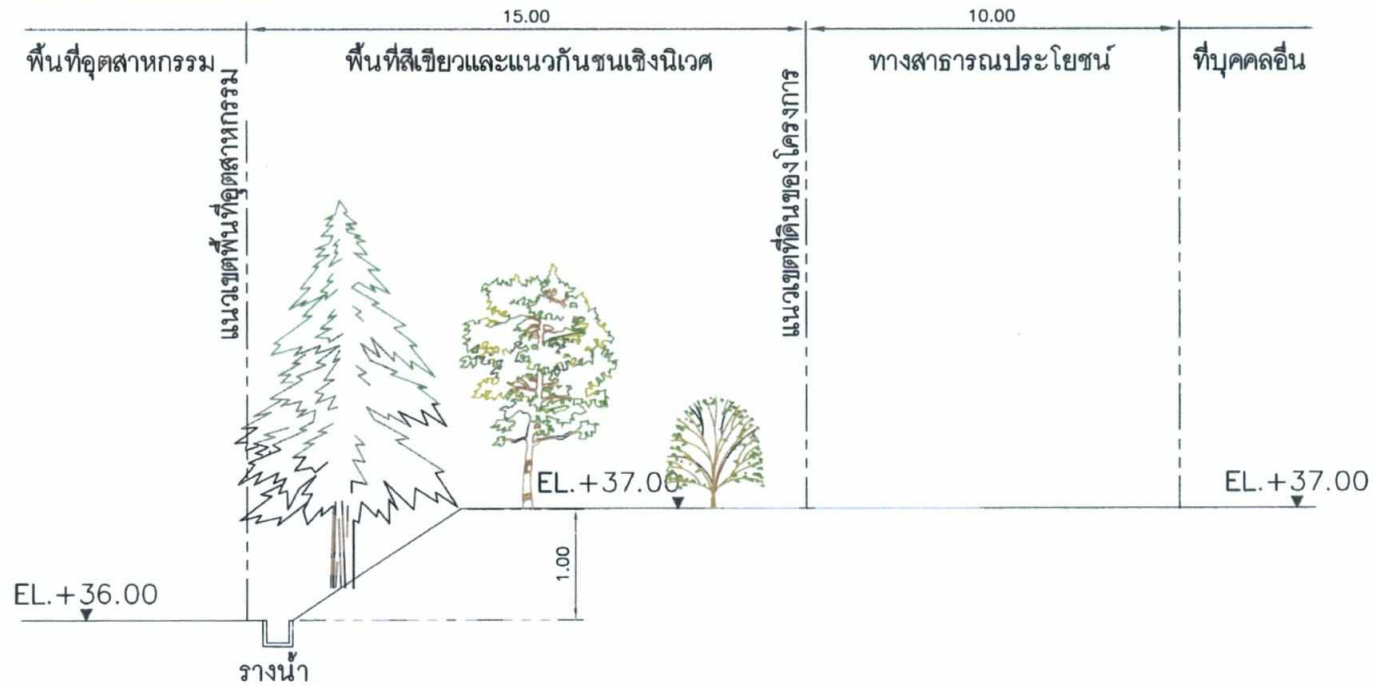 15.00
10.00
พื้นที่อุตสาหกรรม
พื้นที่สีเขียวและแนวกันชนเชิงนิเวศ
ทางสาธารณประโยชน์
ที่บุคคลอื่น
แนวเขตพื้นที่อุตสาหกรรม
แนวเขตที่ดินของโครงการ
EL.+37.00
EL.+37.00
1.00
EL.+36.00
รางน้ำ